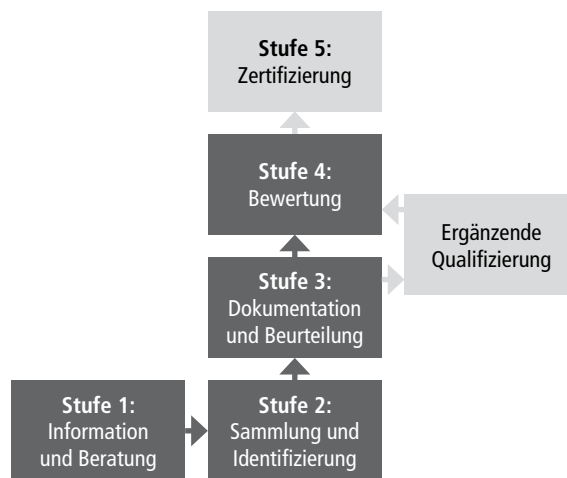 Stufe 5:
Zertifizierung
Stufe 4:
Bewertung
Ergänzende
Qualifizierung
Stufe 3:
Dokumentation
und Beurteilung
Stufe 1:
Information
und Beratung
Stufe 2:
Sammlung und
Identifizierung